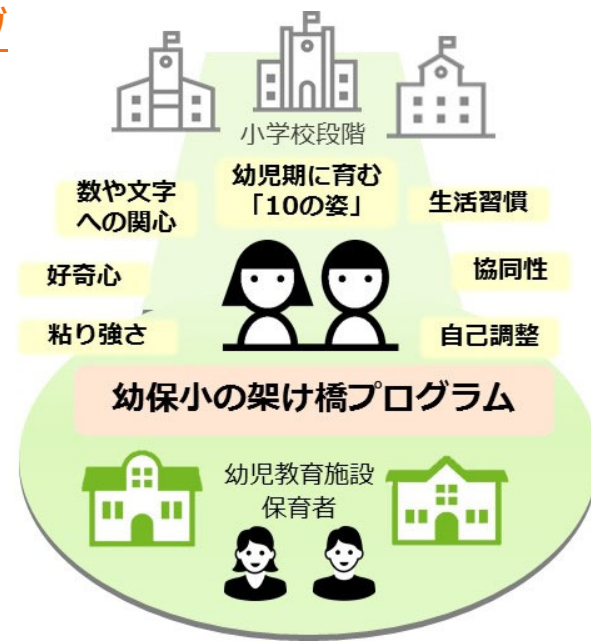 小学校段階
幼児期に育む
「10の姿」
数や文字
への関心
生活習慣
好奇心
協同性
粘り強さ
自己調整
幼保小の架け橋プログラム
幼児教育施設
保育者